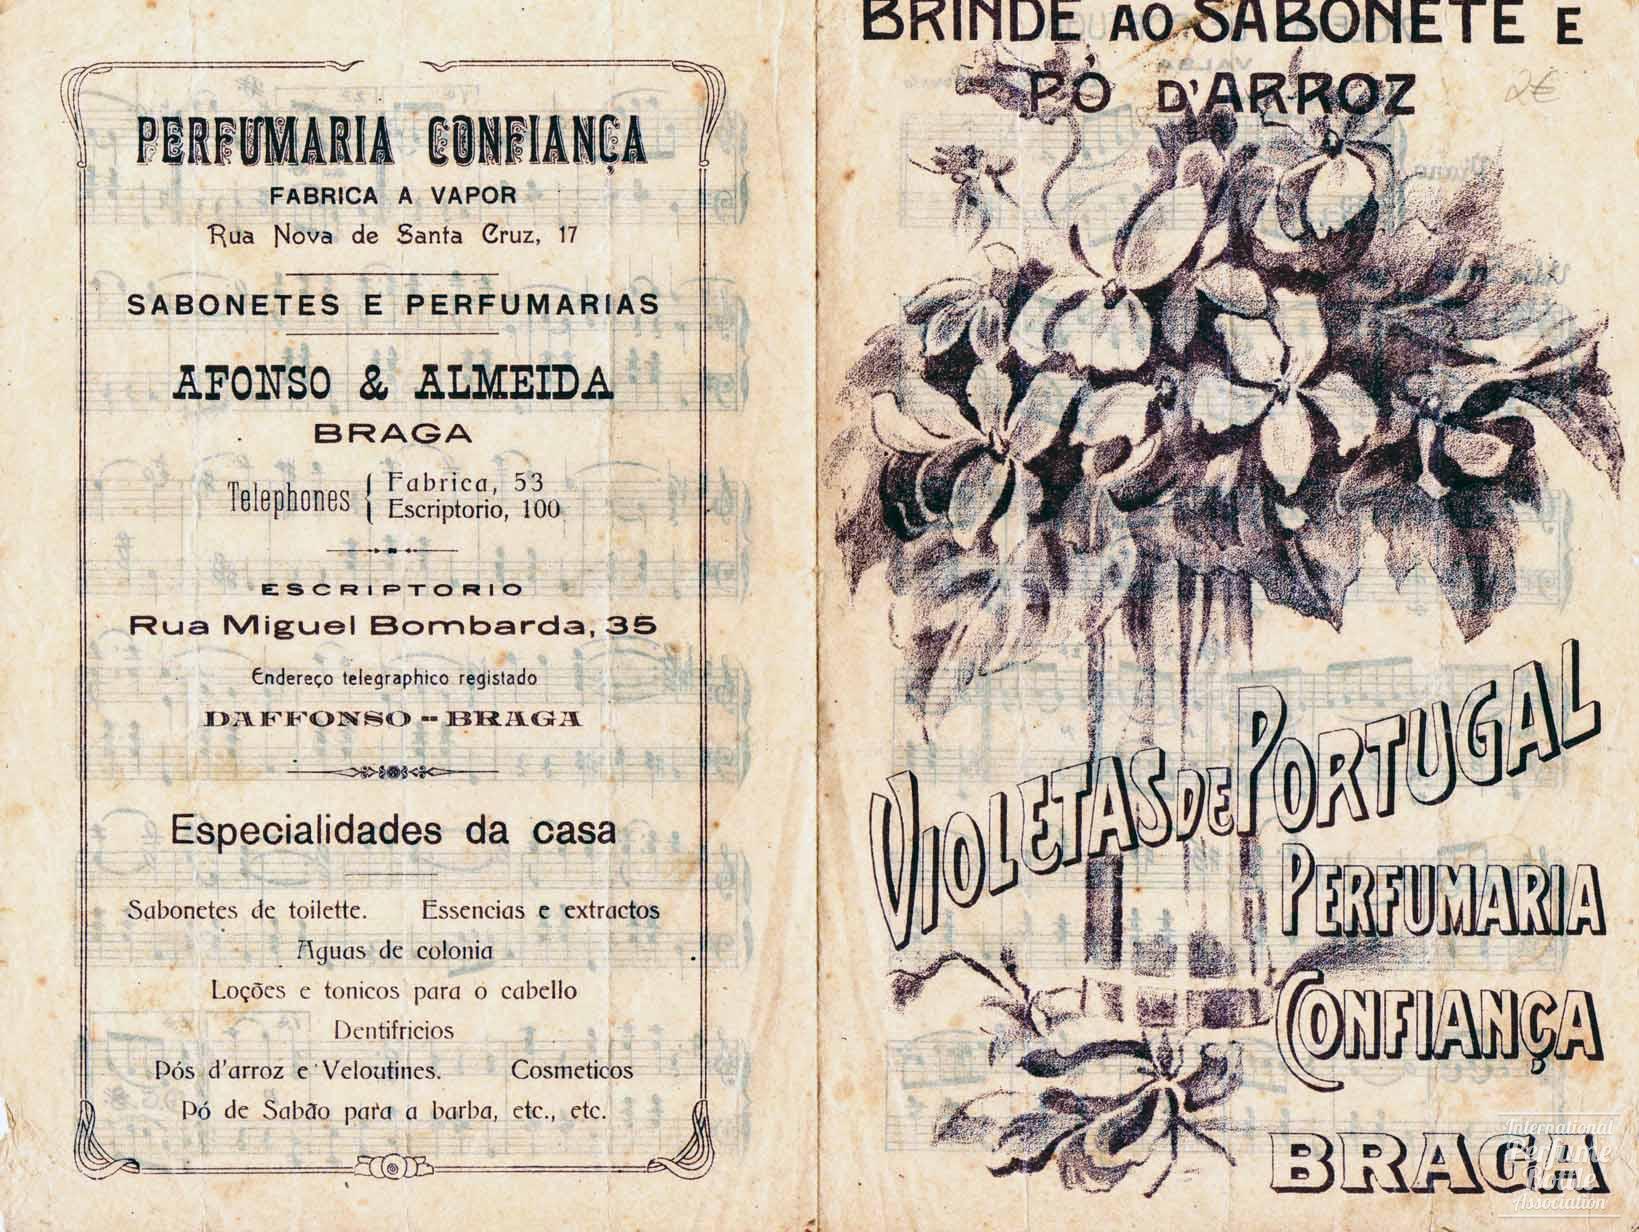 PERFUMARIA CONFIANÇA
FABRICA A VAPOR
Rua Nova de Santa Cruz, 17
SABONETES E PERFUMARIAS
AFONSO & ALMEIDA
BRAGA
Telephones { Fabrica, 53
Escriptorio, 100
ESCRIPTORIO
Rua Miguel Bombarda, 35
Endereço telegraphico registado
DAFFONSO--BRAGA
Especialidades da casa
Sabonetes de toilette. Essencias e extractos
Aguas de colonia
Loções e tonicos para o cabello
Dentifricios
Pós d'arroz e Veloutines. Cosmeticos
Pó de Sabão para a barba, etc., etc.
BRINDE AO SABONETE E
PÓ D'ARROZ
2€
VIOLETAS DE PORTUGAL
PERFUMARIA
CONFIANÇA
BRAGA
International
Perfume
Bottle
Association